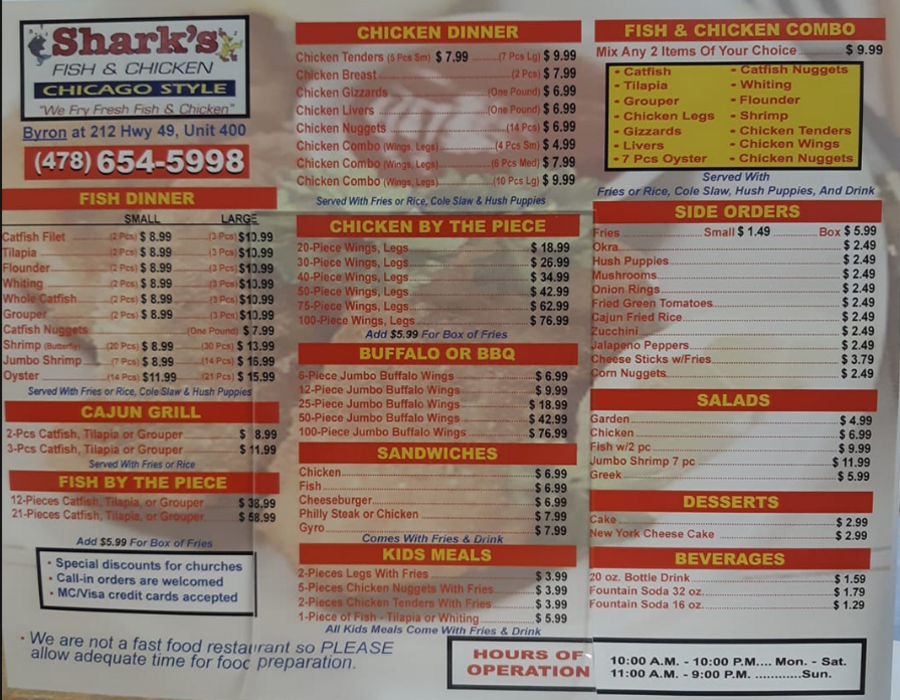 Shark's
FISH & CHICKEN
CHICAGO STYLE
"We Fry Fresh Fish & Chicken"
Byron at 212 Hwy 49, Unit 400
(478) 654-5998
FISH DINNER
SMALL LARGE
Catfish Filet (2 Pcs) $ 8.99 (3 Pcs) $10.99
Tilapia (2 Pcs) $ 8.99 (3 Pcs) $10.99
Flounder (2 Pcs) $ 8.99 (3 Pcs) $10.99
Whiting (2 Pcs) $ 8.99 (3 Pcs) $10.99
Whole Catfish (2 Pcs) $ 8.99 (3 Pcs) $10.99
Grouper (2 Pcs) $ 8.99 (3 Pcs) $10.99
Catfish Nuggets (One Pound) $ 7.99
Shrimp (Butterfly) (20 Pcs) $ 8.99 (30 Pcs) $ 13.99
Jumbo Shrimp (7 Pcs) $ 8.99 (14 Pcs) $ 16.99
Oyster (14 Pcs) $11.99 (21 Pcs) $ 15.99
Served With Fries or Rice, Cole Slaw & Hush Puppies
CAJUN GRILL
2-Pcs Catfish, Tilapia or Grouper $ 8.99
3-Pcs Catfish, Tilapia or Grouper $ 11.99
Served With Fries or Rice
FISH BY THE PIECE
12-Pieces Catfish, Tilapia, or Grouper $ 38.99
21-Pieces Catfish, Tilapia, or Grouper $ 58.99
Add $5.99 For Box of Fries
• Special discounts for churches
• Call-in orders are welcomed
• MC/Visa credit cards accepted
• We are not a fast food restaurant so PLEASE
allow adequate time for food preparation.
CHICKEN DINNER
Chicken Tenders (5 Pcs Sm) $ 7.99 (7 Pcs Lg) $ 9.99
Chicken Breast (2 Pcs) $ 7.99
Chicken Gizzards (One Pound) $ 6.99
Chicken Livers (One Pound) $ 6.99
Chicken Nuggets (14 Pcs) $ 6.99
Chicken Combo (Wings, Legs) (4 Pcs Sm) $ 4.99
Chicken Combo (Wings, Legs) (6 Pcs Med) $ 7.99
Chicken Combo (Wings, Legs) (10 Pcs Lg) $ 9.99
Served With Fries or Rice, Cole Slaw & Hush Puppies
CHICKEN BY THE PIECE
20-Piece Wings, Legs $ 18.99
30-Piece Wings, Legs $ 26.99
40-Piece Wings, Legs $ 34.99
50-Piece Wings, Legs $ 42.99
75-Piece Wings, Legs $ 62.99
100-Piece Wings, Legs $ 76.99
Add $5.99 For Box of Fries
BUFFALO OR BBQ
6-Piece Jumbo Buffalo Wings $ 6.99
12-Piece Jumbo Buffalo Wings $ 9.99
25-Piece Jumbo Buffalo Wings $ 18.99
50-Piece Jumbo Buffalo Wings $ 42.99
100-Piece Jumbo Buffalo Wings $ 76.99
SANDWICHES
Chicken $ 6.99
Fish $ 6.99
Cheeseburger $ 6.99
Philly Steak or Chicken $ 7.99
Gyro $ 7.99
Comes With Fries & Drink
KIDS MEALS
2-Pieces Legs With Fries $ 3.99
5-Pieces Chicken Nuggets With Fries $ 3.99
2-Pieces Chicken Tenders With Fries $ 3.99
1-Piece of Fish - Tilapia or Whiting $ 5.99
All Kids Meals Come With Fries & Drink
FISH & CHICKEN COMBO
Mix Any 2 Items Of Your Choice $ 9.99
• Catfish • Catfish Nuggets
• Tilapia • Whiting
• Grouper • Flounder
• Chicken Legs • Shrimp
• Gizzards • Chicken Tenders
• Livers • Chicken Wings
• 7 Pcs Oyster • Chicken Nuggets
Served With
Fries or Rice, Cole Slaw, Hush Puppies, And Drink
SIDE ORDERS
Fries Small $ 1.49 Box $ 5.99
Okra $ 2.49
Hush Puppies $ 2.49
Mushrooms $ 2.49
Onion Rings $ 2.49
Fried Green Tomatoes $ 2.49
Cajun Fried Rice $ 2.49
Zucchini $ 2.49
Jalapeno Peppers $ 2.49
Cheese Sticks w/Fries $ 3.79
Corn Nuggets $ 2.49
SALADS
Garden $ 4.99
Chicken $ 6.99
Fish w/2 pc $ 9.99
Jumbo Shrimp 7 pc $ 11.99
Greek $ 5.99
DESSERTS
Cake $ 2.99
New York Cheese Cake $ 2.99
BEVERAGES
20 oz. Bottle Drink $ 1.59
Fountain Soda 32 oz. $ 1.79
Fountain Soda 16 oz. $ 1.29
HOURS OF
OPERATION
10:00 A.M. - 10:00 P.M.... Mon. - Sat.
11:00 A.M. - 9:00 P.M. ............Sun.